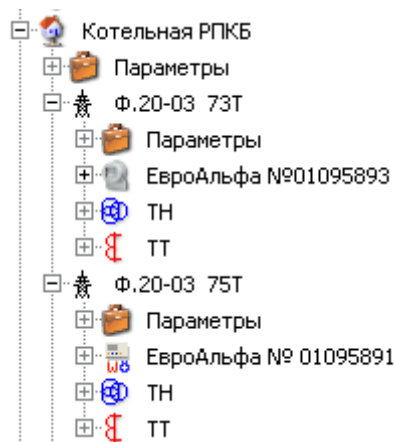 Котельная РПКБ
Параметры
Ф.20-03 73Т
Параметры
ЕвроАльфа №01095893
ТН
ТТ
Ф.20-03 75Т
Параметры
ЕвроАльфа № 01095891
ТН
ТТ